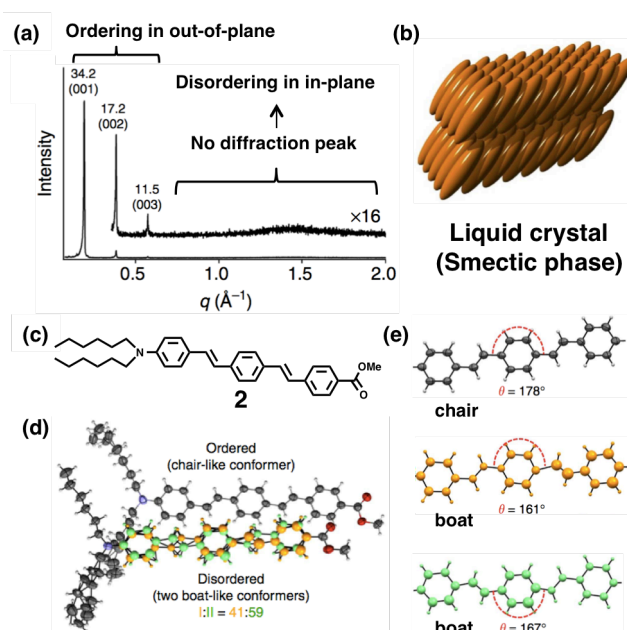 (a)
Ordering in out-of-plane
34.2
(001)
17.2
(002)
11.5
(003)
Disordering in in-plane
No diffraction peak
×16
Intensity
0.5
1.0
1.5
2.0
q (Å⁻¹)
(b)
Liquid crystal
(Smectic phase)
(c)
N
OMe
O
2
(d)
Ordered
(chair-like conformer)
Disordered
(two boat-like conformers)
I:II = 41:59
(e)
θ = 178°
chair
θ = 161°
boat
θ = 167°
boat